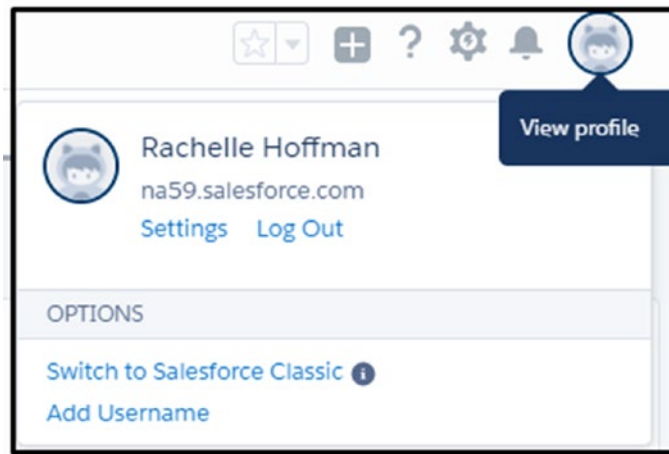 View profile
Rachelle Hoffman
na59.salesforce.com
Settings Log Out
OPTIONS
Switch to Salesforce Classic
Add Username